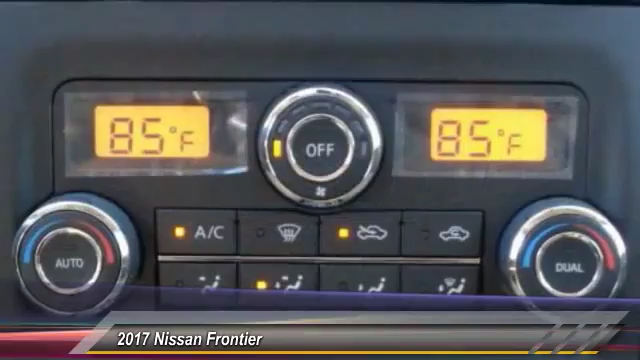 85°F
85°F
OFF
A/C
AUTO
DUAL
2017 Nissan Frontier